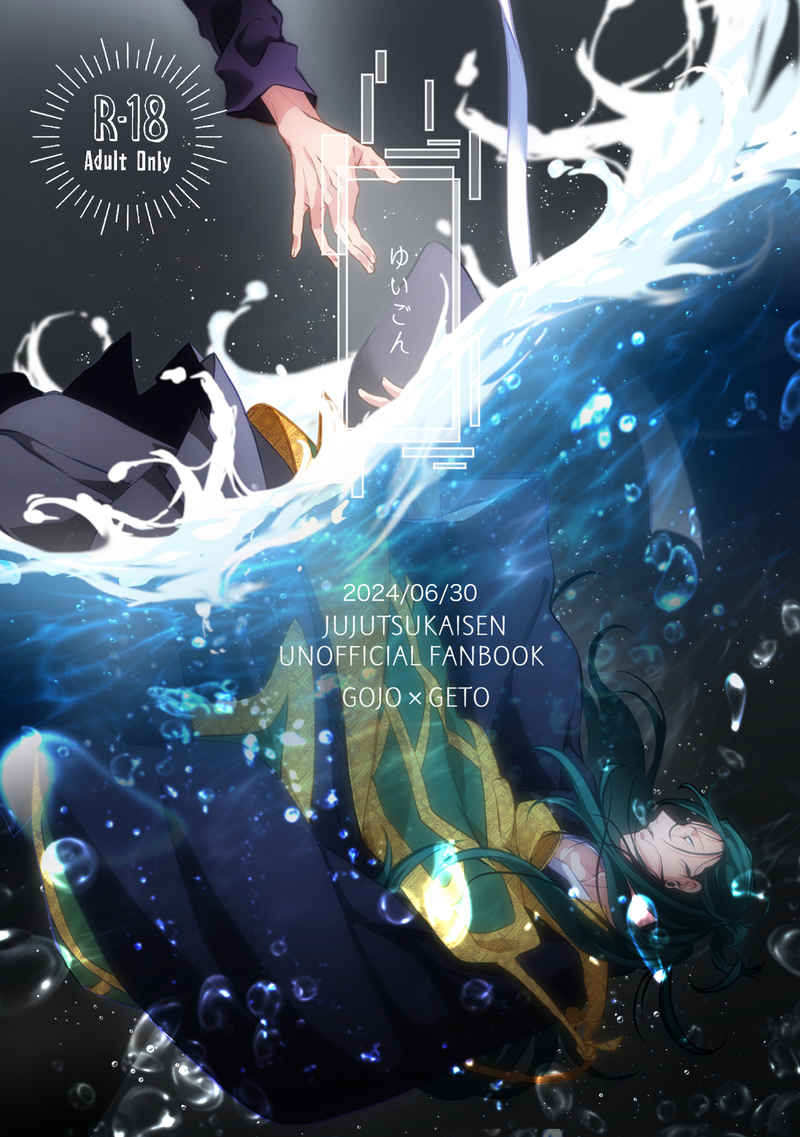 R-18
Adult Only
ゆいごん
2024/06/30
JUJUTSUKAISEN
UNOFFICIAL FANBOOK
GOJO×GETO